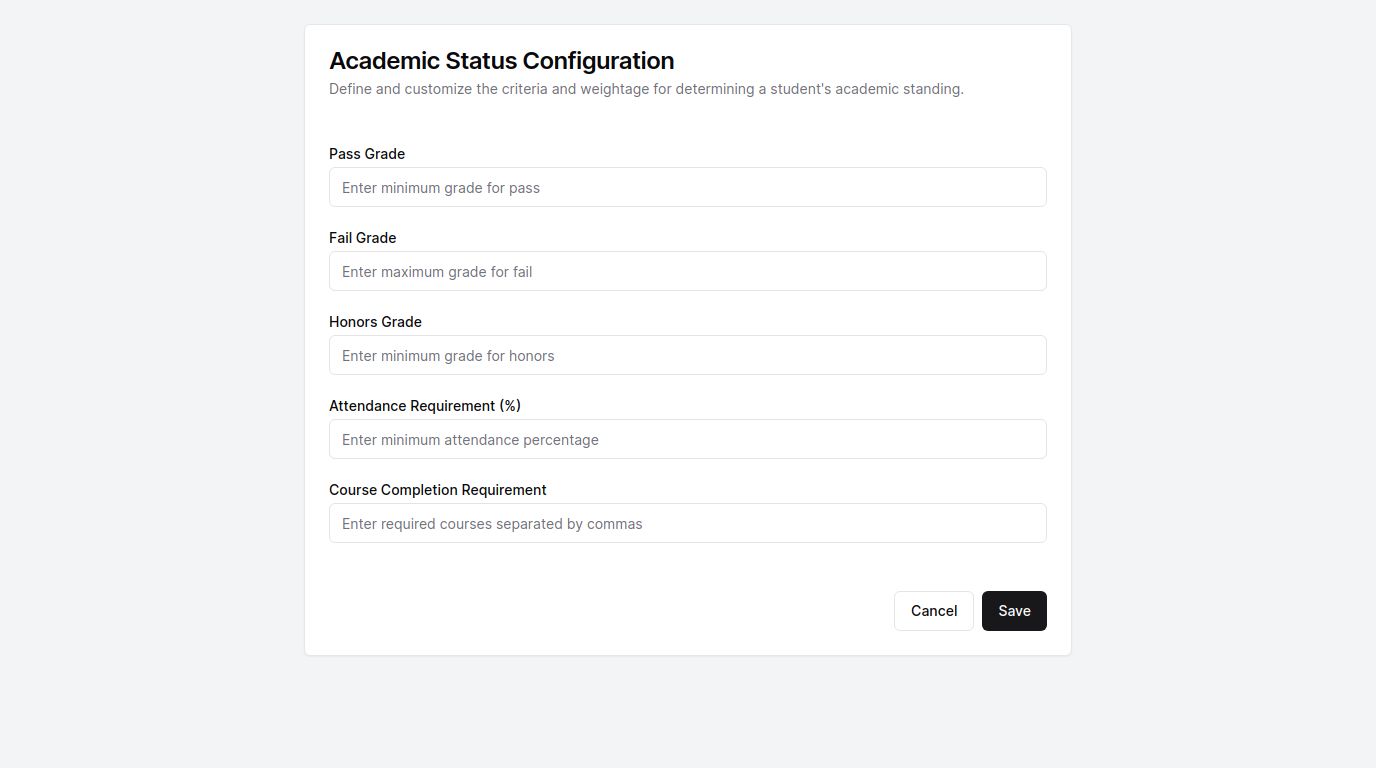 Academic Status Configuration
Define and customize the criteria and weightage for determining a student's academic standing.
Pass Grade
Enter minimum grade for pass
Fail Grade
Enter maximum grade for fail
Honors Grade
Enter minimum grade for honors
Attendance Requirement (%)
Enter minimum attendance percentage
Course Completion Requirement
Enter required courses separated by commas
Cancel Save